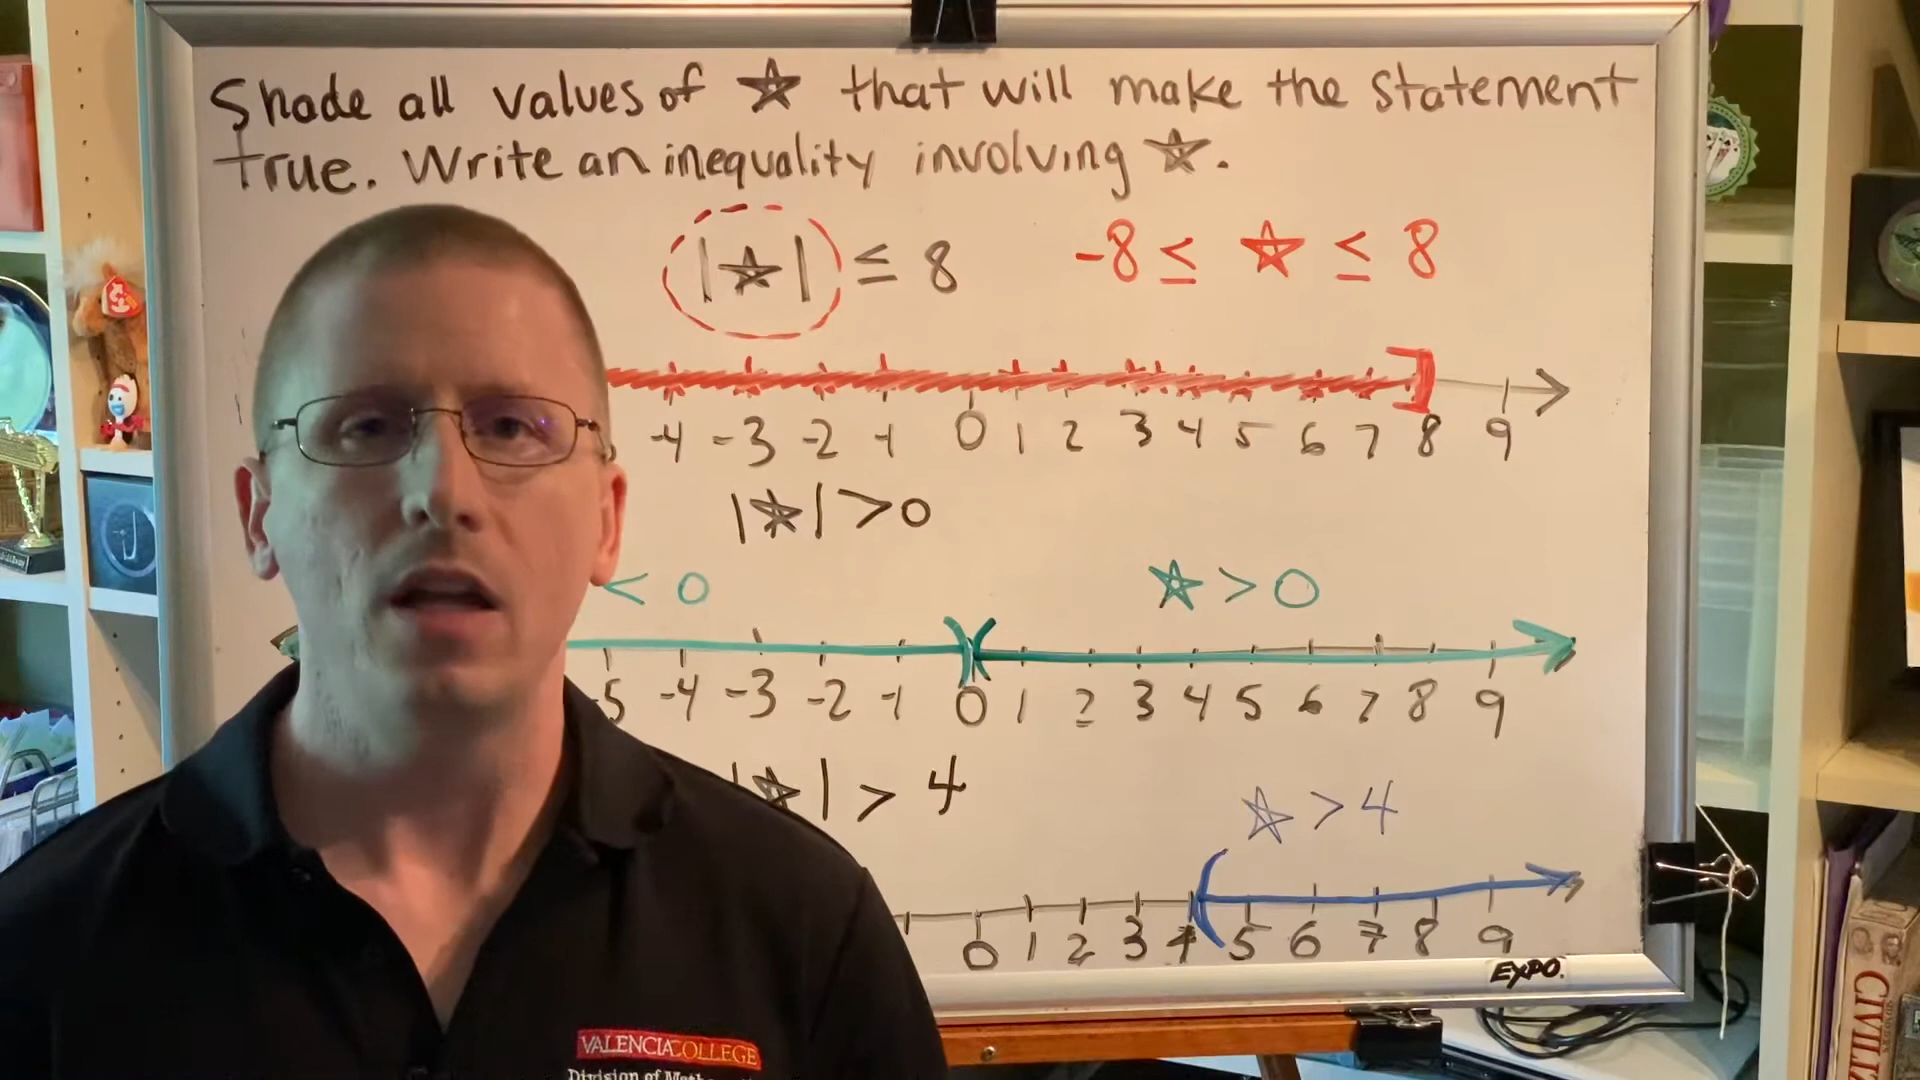 Shade all values of ☆ that will make the statement
true. Write an inequality involving ☆.
|☆| ≤ 8 -8 ≤ ☆ ≤ 8
-4 -3 -2 -1 0 1 2 3 4 5 6 7 8 9
|☆| > 0
< 0 ☆ > 0
-5 -4 -3 -2 -1 0 1 2 3 4 5 6 7 8 9
|☆| > 4 ☆ > 4
0 1 2 3 4 5 6 7 8 9
EXPO.
VALENCIACOLLEGE
Division of